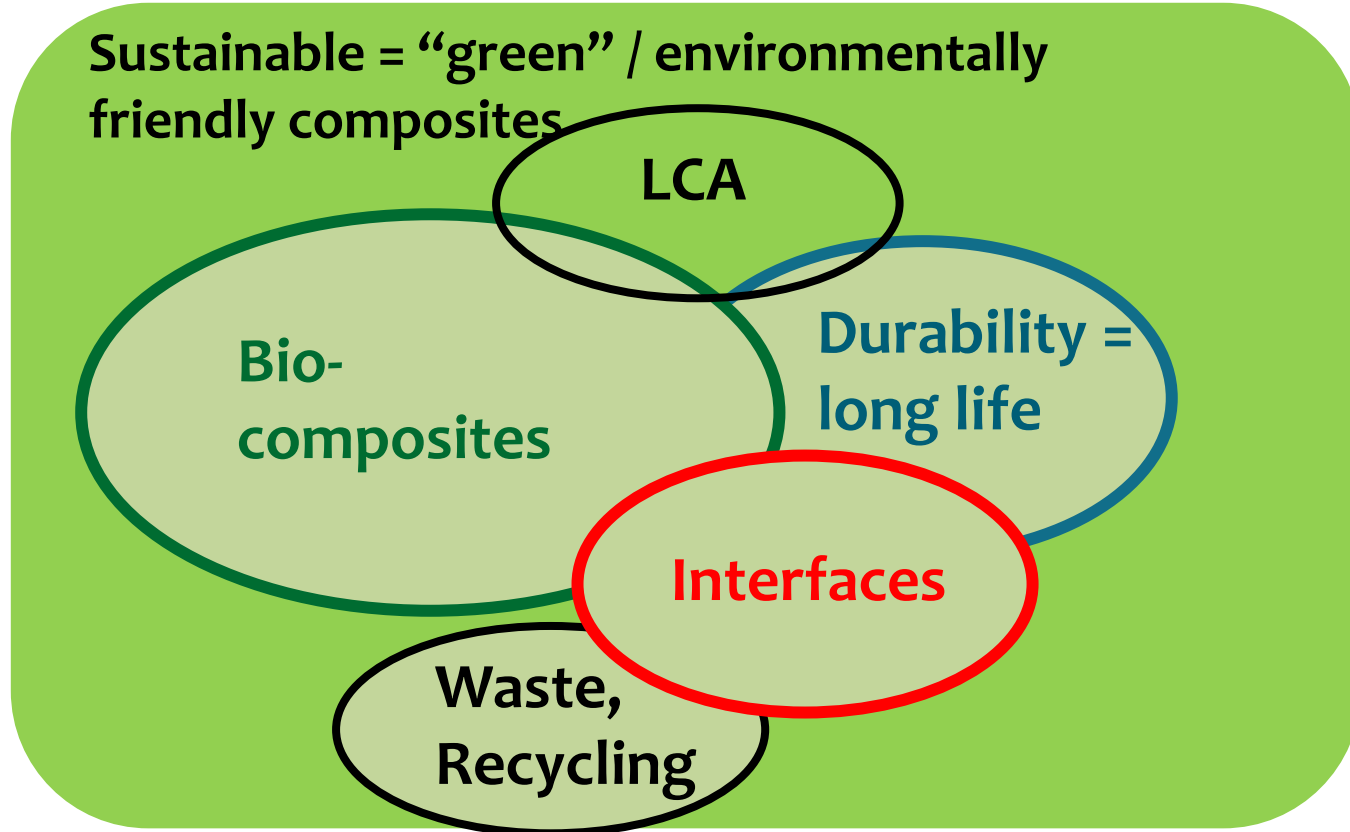 Sustainable = “green” / environmentally
friendly composites
LCA
Bio-
composites
Durability =
long life
Interfaces
Waste,
Recycling